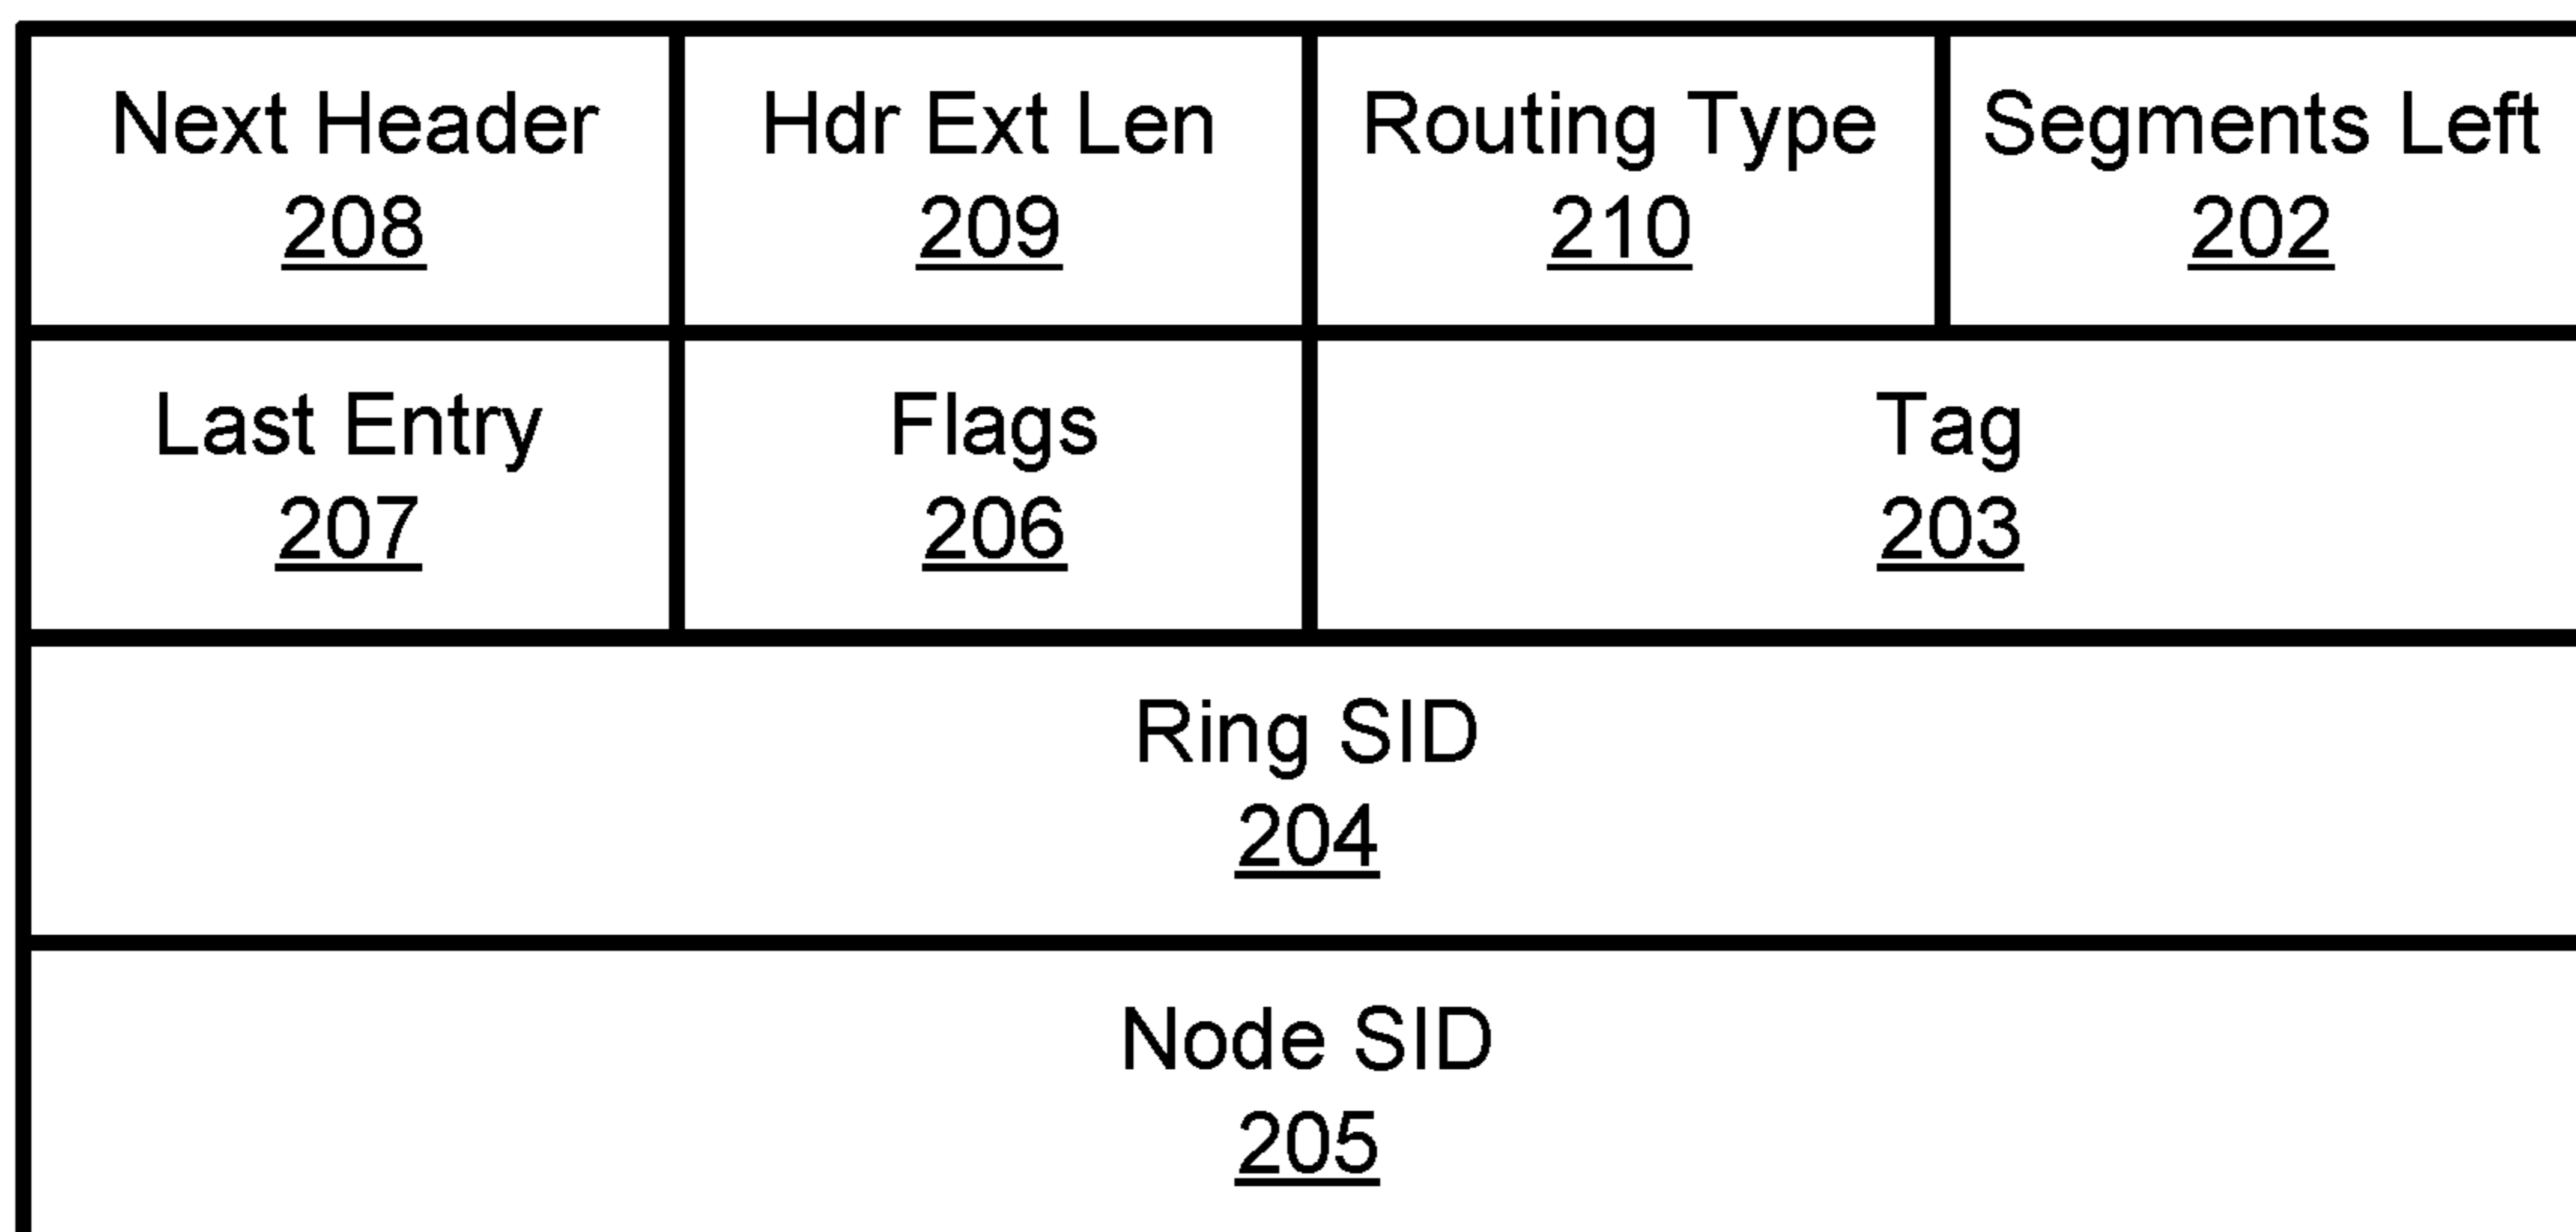 Next Header
208
Hdr Ext Len
209
Routing Type
210
Segments Left
202
Last Entry
207
Flags
206
Tag
203
Ring SID
204
Node SID
205